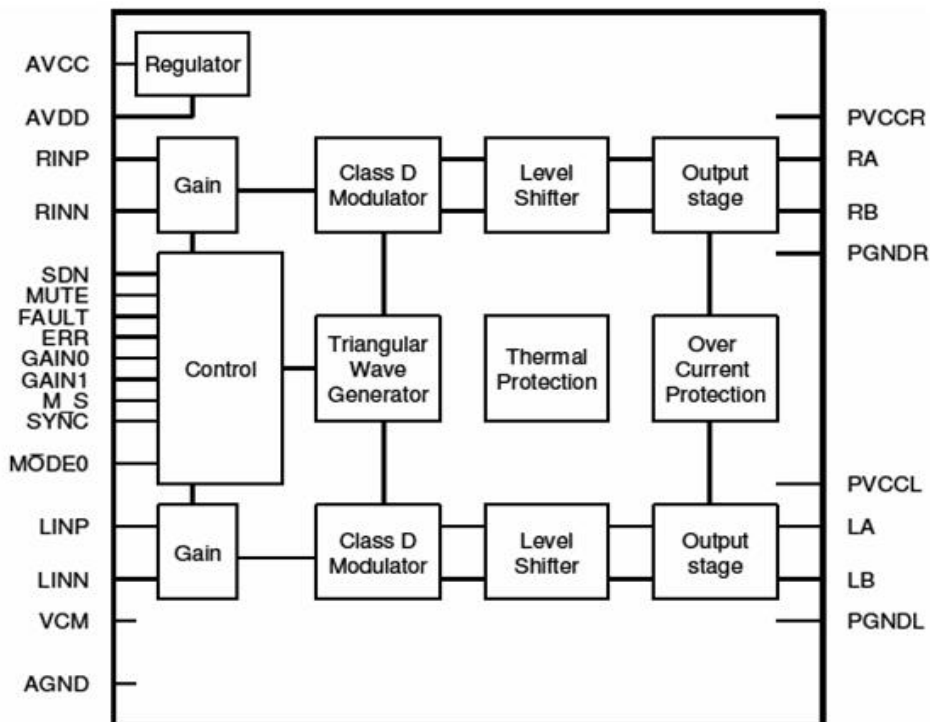 AVCC
Regulator
AVDD
PVCCR
RINP
RA
Gain
Class D
Modulator
Level
Shifter
Output
stage
RINN
RB
PGNDR
SDN
MUTE
FAULT
ERR
GAIN0
GAIN1
M_S
SYNC
MODE0
Control
Triangular
Wave
Generator
Thermal
Protection
Over
Current
Protection
PVCCL
LINP
LA
Gain
Class D
Modulator
Level
Shifter
Output
stage
LINN
LB
VCM
PGNDL
AGND